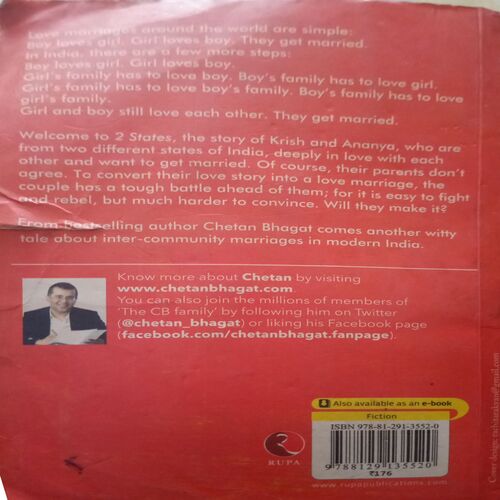 Love marriages around the world are simple:
Boy loves girl. Girl loves boy. They get married.
In India, there are a few more steps:
Boy loves girl. Girl loves boy.
Girl's family has to love boy. Boy's family has to love girl.
Girl's family has to love boy's family. Boy's family has to love
girl's family.
Girl and boy still love each other. They get married.
Welcome to 2 States, the story of Krish and Ananya, who are
from two different states of India, deeply in love with each
other and want to get married. Of course, their parents don't
agree. To convert their love story into a love marriage, the
couple has a tough battle ahead of them; for it is easy to fight
and rebel, but much harder to convince. Will they make it?
From best-selling author Chetan Bhagat comes another witty
tale about inter-community marriages in modern India.
Know more about Chetan by visiting
www.chetanbhagat.com
You can also join the millions of members of
'The CB family' by following him on Twitter
(@chetan_bhagat) or liking his Facebook page
(facebook.com/chetanbhagat.fanpage).
Also available as an e-book
Fiction
ISBN 978-81-291-3552-0
9 788129 135520
₹176
RUPA
www.rupapublications.com